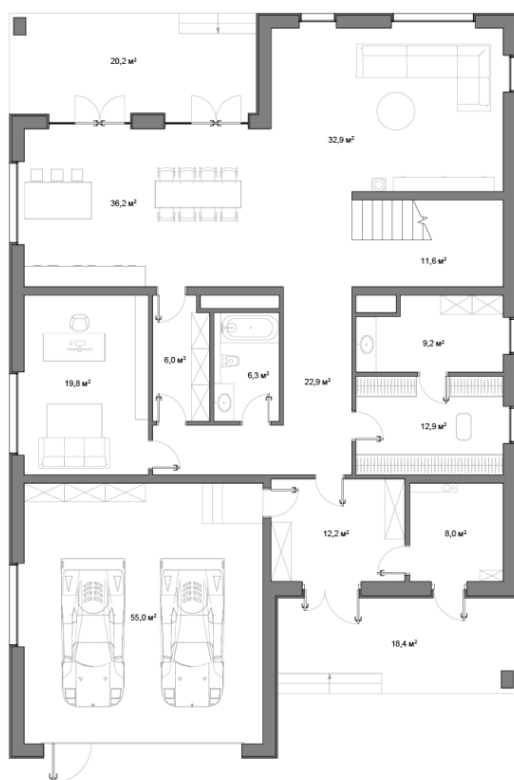 20,2 м²
32,9 м²
36,2 м²
11,6 м²
6,0 м²
6,3 м²
9,2 м²
19,8 м²
22,9 м²
12,9 м²
12,2 м²
8,0 м²
55,0 м²
18,4 м²